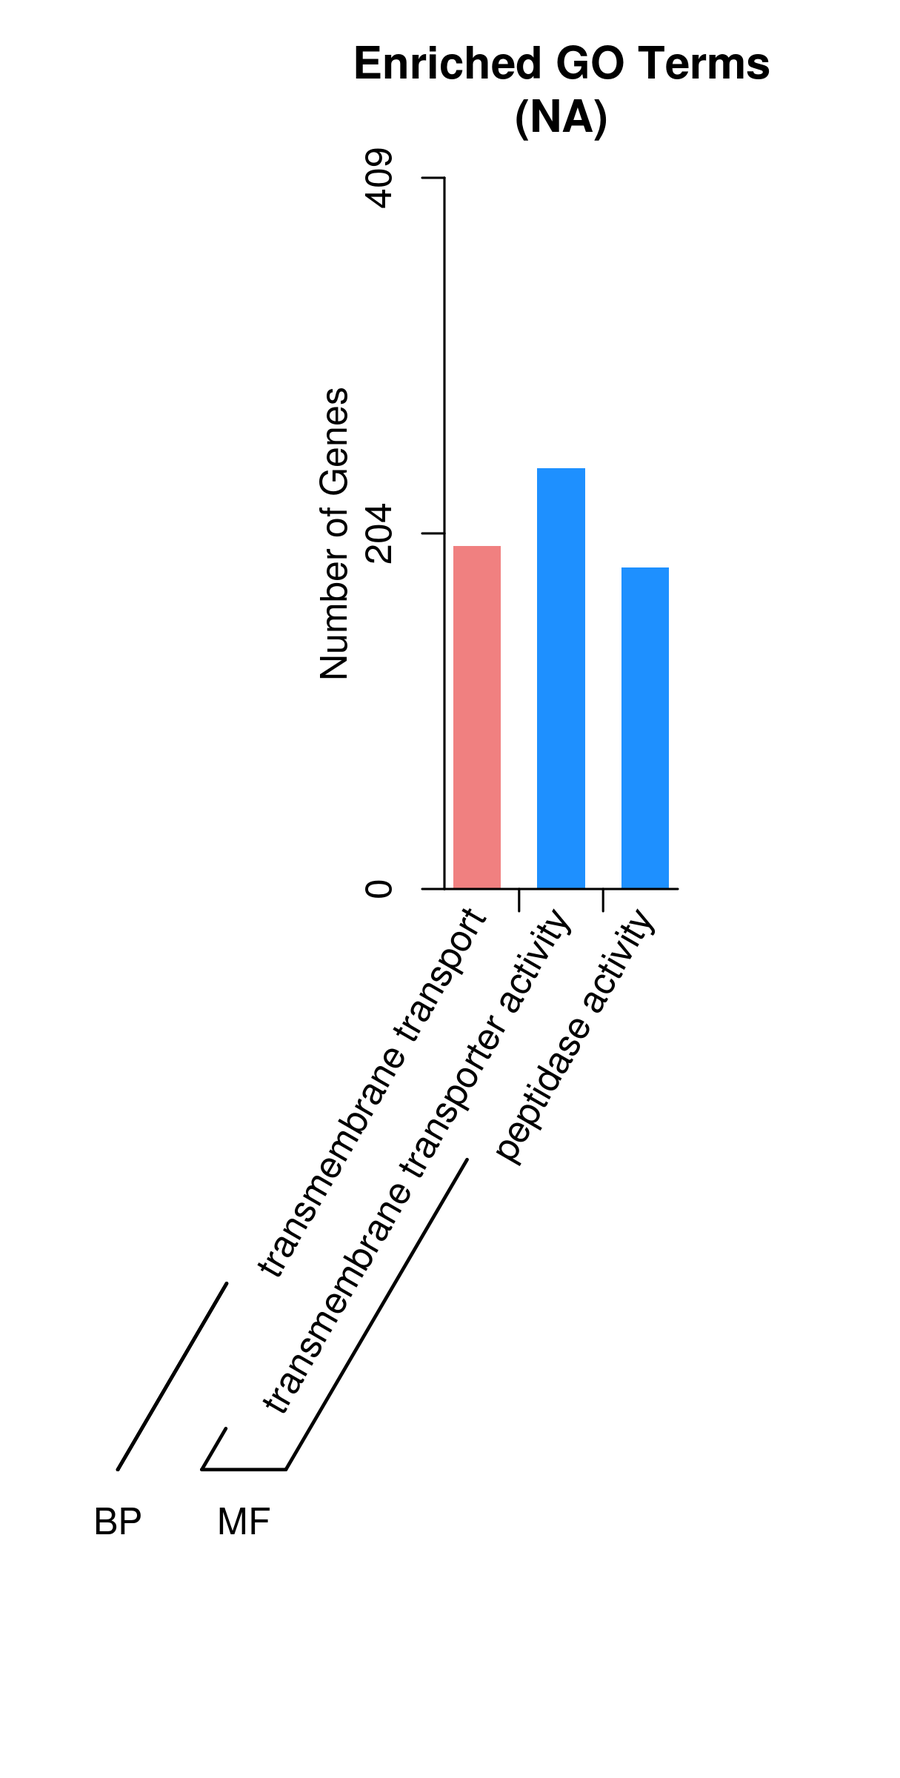 Enriched GO Terms
(NA)
409
204
0
Number of Genes
transmembrane transport
transmembrane transporter activity
peptidase activity
BP
MF